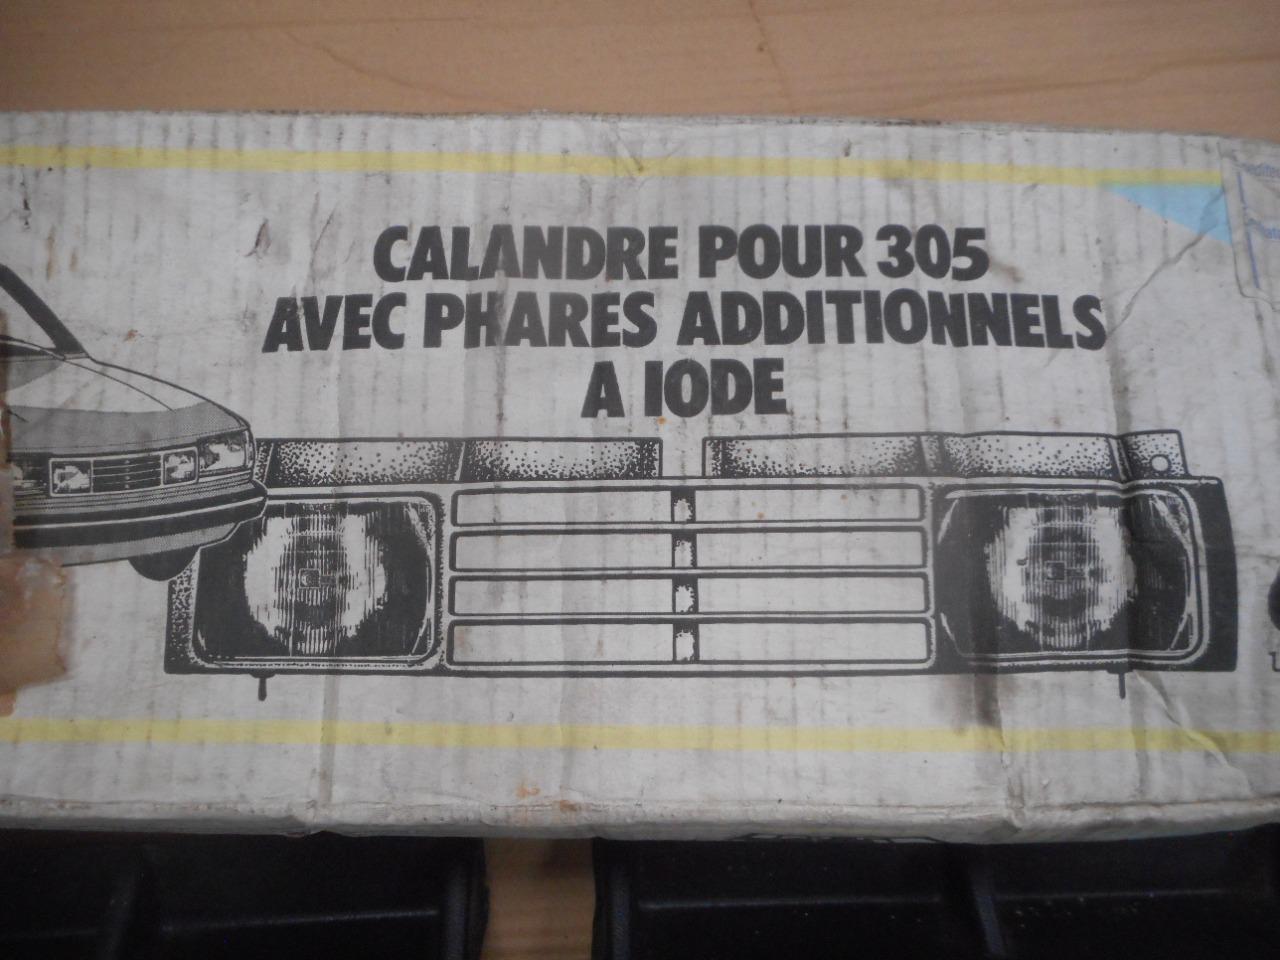 CALANDRE POUR 305
AVEC PHARES ADDITIONNELS
A IODE